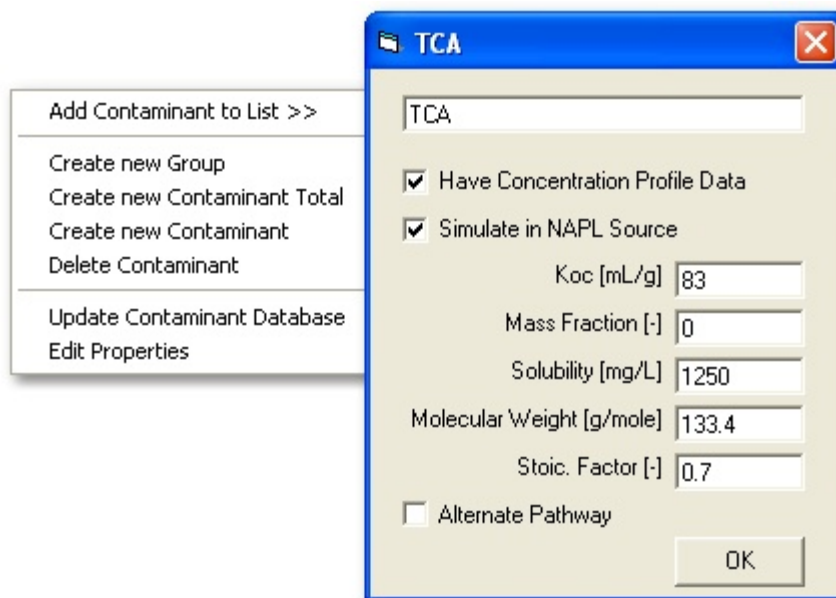 Add Contaminant to List >>
Create new Group
Create new Contaminant Total
Create new Contaminant
Delete Contaminant
Update Contaminant Database
Edit Properties
TCA
TCA
Have Concentration Profile Data
Simulate in NAPL Source
Koc [mL/g] 83
Mass Fraction [-] 0
Solubility [mg/L] 1250
Molecular Weight [g/mole] 133.4
Stoic. Factor [-] 0.7
Alternate Pathway
OK